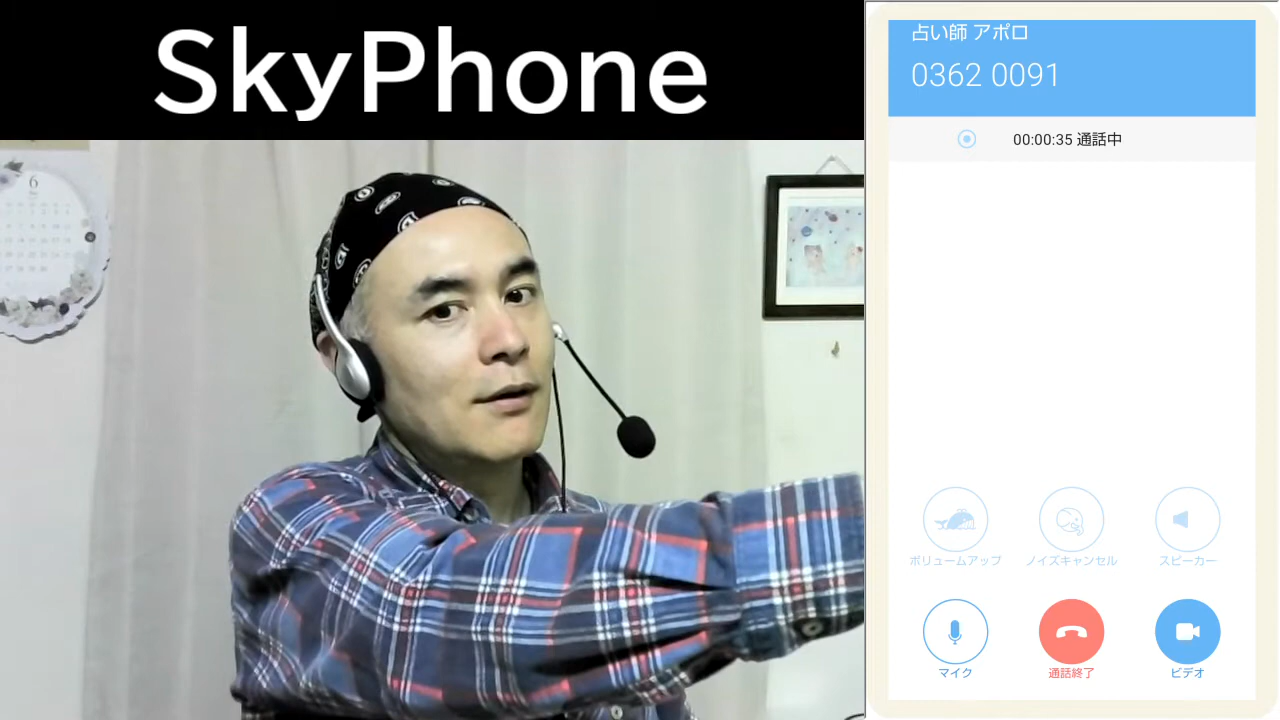 SkyPhone
6
占い師 アポロ
0362 0091
00:00:35 通話中
ボリュームアップ
ノイズキャンセル
スピーカー
マイク
通話終了
ビデオ